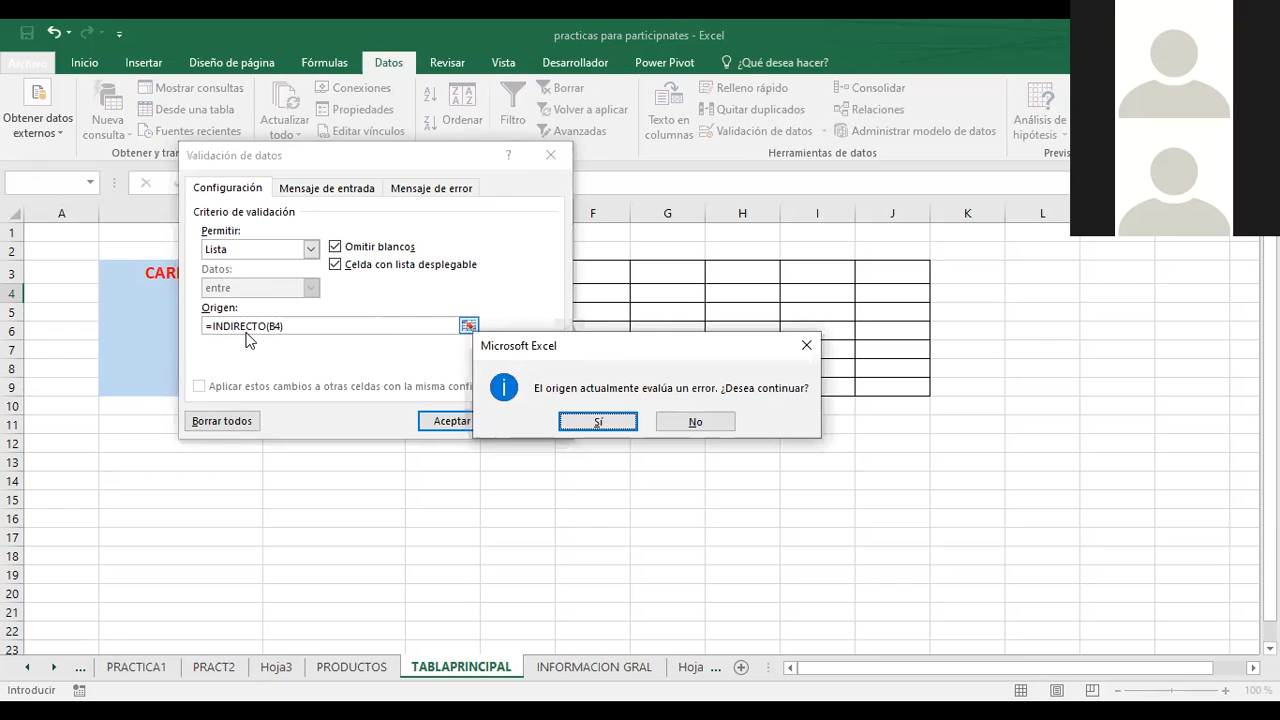 practicas para participnates - Excel
Archivo Inicio Insertar Diseño de página Fórmulas Datos Revisar Vista Desarrollador Power Pivot ¿Qué desea hacer?
Obtener datos externos
Nueva consulta
Mostrar consultas
Desde una tabla
Fuentes recientes
Actualizar todo
Conexiones
Propiedades
Editar vínculos
Ordenar
Filtro
Borrar
Volver a aplicar
Avanzadas
Texto en columnas
Relleno rápido
Quitar duplicados
Validación de datos
Consolidar
Relaciones
Administrar modelo de datos
Análisis de hipótesis
Obtener y tran
Herramientas de datos
Previs
Validación de datos ?
Configuración Mensaje de entrada Mensaje de error
Criterio de validación
Permitir:
Lista
Omitir blancos
Celda con lista desplegable
Datos:
entre
Origen:
=INDIRECTO(B4)
Aplicar estos cambios a otras celdas con la misma confi
Borrar todos Aceptar
Microsoft Excel
El origen actualmente evalúa un error. ¿Desea continuar?
Sí No
A F G H I J K L
1
2
3 CARI
4
5
6
7
8
9
10
11
12
13
14
15
16
17
18
19
20
21
22
23
... PRACTICA1 PRACT2 Hoja3 PRODUCTOS TABLAPRINCIPAL INFORMACION GRAL Hoja ...
Introducir 100 %